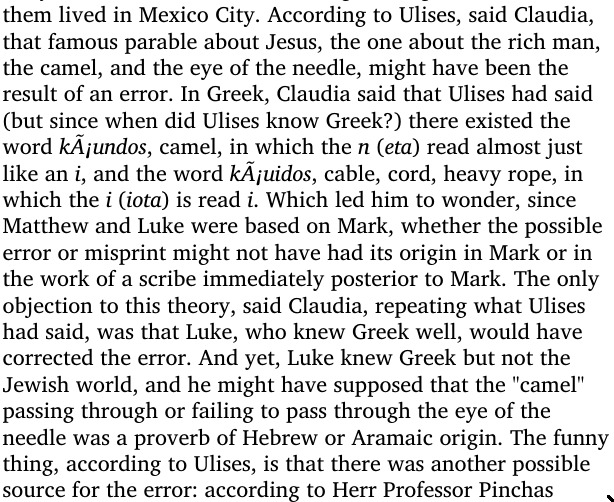 them lived in Mexico City. According to Ulises, said Claudia,
that famous parable about Jesus, the one about the rich man,
the camel, and the eye of the needle, might have been the
result of an error. In Greek, Claudia said that Ulises had said
(but since when did Ulises know Greek?) there existed the
word kÃ¡undos, camel, in which the n (eta) read almost just
like an i, and the word kÃ¡uidos, cable, cord, heavy rope, in
which the i (iota) is read i. Which led him to wonder, since
Matthew and Luke were based on Mark, whether the possible
error or misprint might not have had its origin in Mark or in
the work of a scribe immediately posterior to Mark. The only
objection to this theory, said Claudia, repeating what Ulises
had said, was that Luke, who knew Greek well, would have
corrected the error. And yet, Luke knew Greek but not the
Jewish world, and he might have supposed that the "camel"
passing through or failing to pass through the eye of the
needle was a proverb of Hebrew or Aramaic origin. The funny
thing, according to Ulises, is that there was another possible
source for the error: according to Herr Professor Pinchas